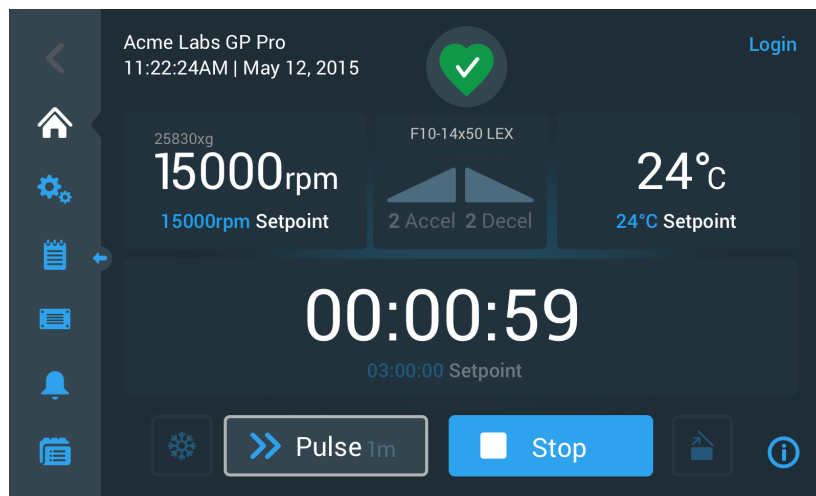 Acme Labs GP Pro
Login
11:22:24AM | May 12, 2015
25830xg
15000rpm
15000rpm Setpoint
F10-14x50 LEX
2 Accel 2 Decel
24°C
24°C Setpoint
00:00:59
03:00:00 Setpoint
Pulse 1m
Stop